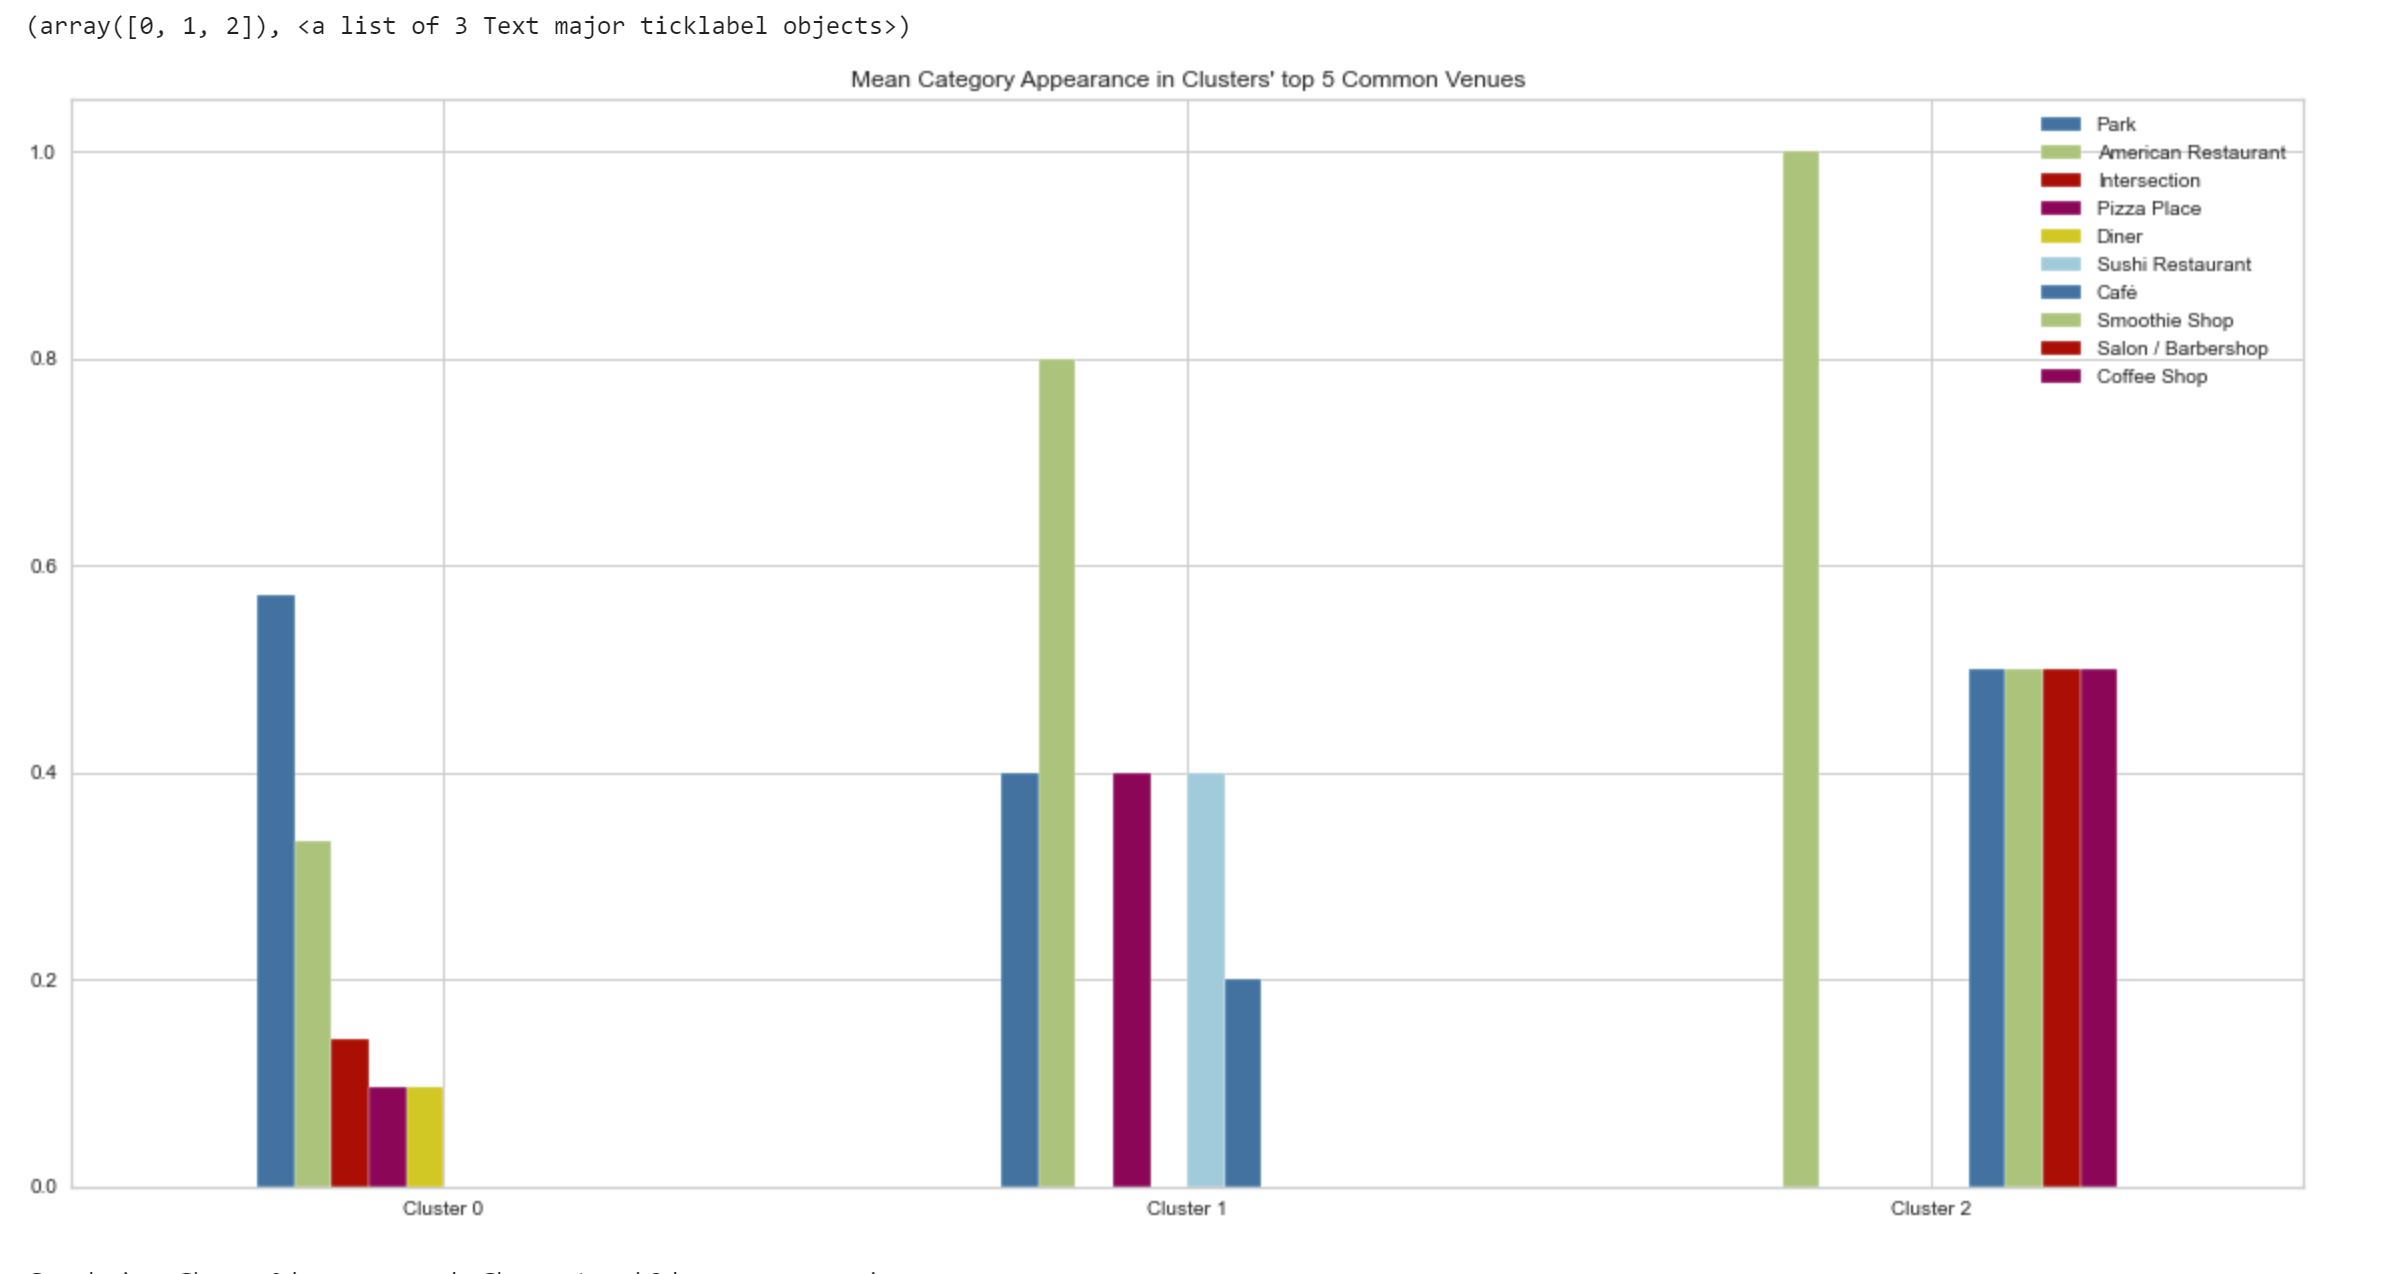 (array([0, 1, 2]), <a list of 3 Text major ticklabel objects>)
Mean Category Appearance in Clusters' top 5 Common Venues
1.0
0.8
0.6
0.4
0.2
0.0
Park
American Restaurant
Intersection
Pizza Place
Diner
Sushi Restaurant
Café
Smoothie Shop
Salon / Barbershop
Coffee Shop
Cluster 0
Cluster 1
Cluster 2